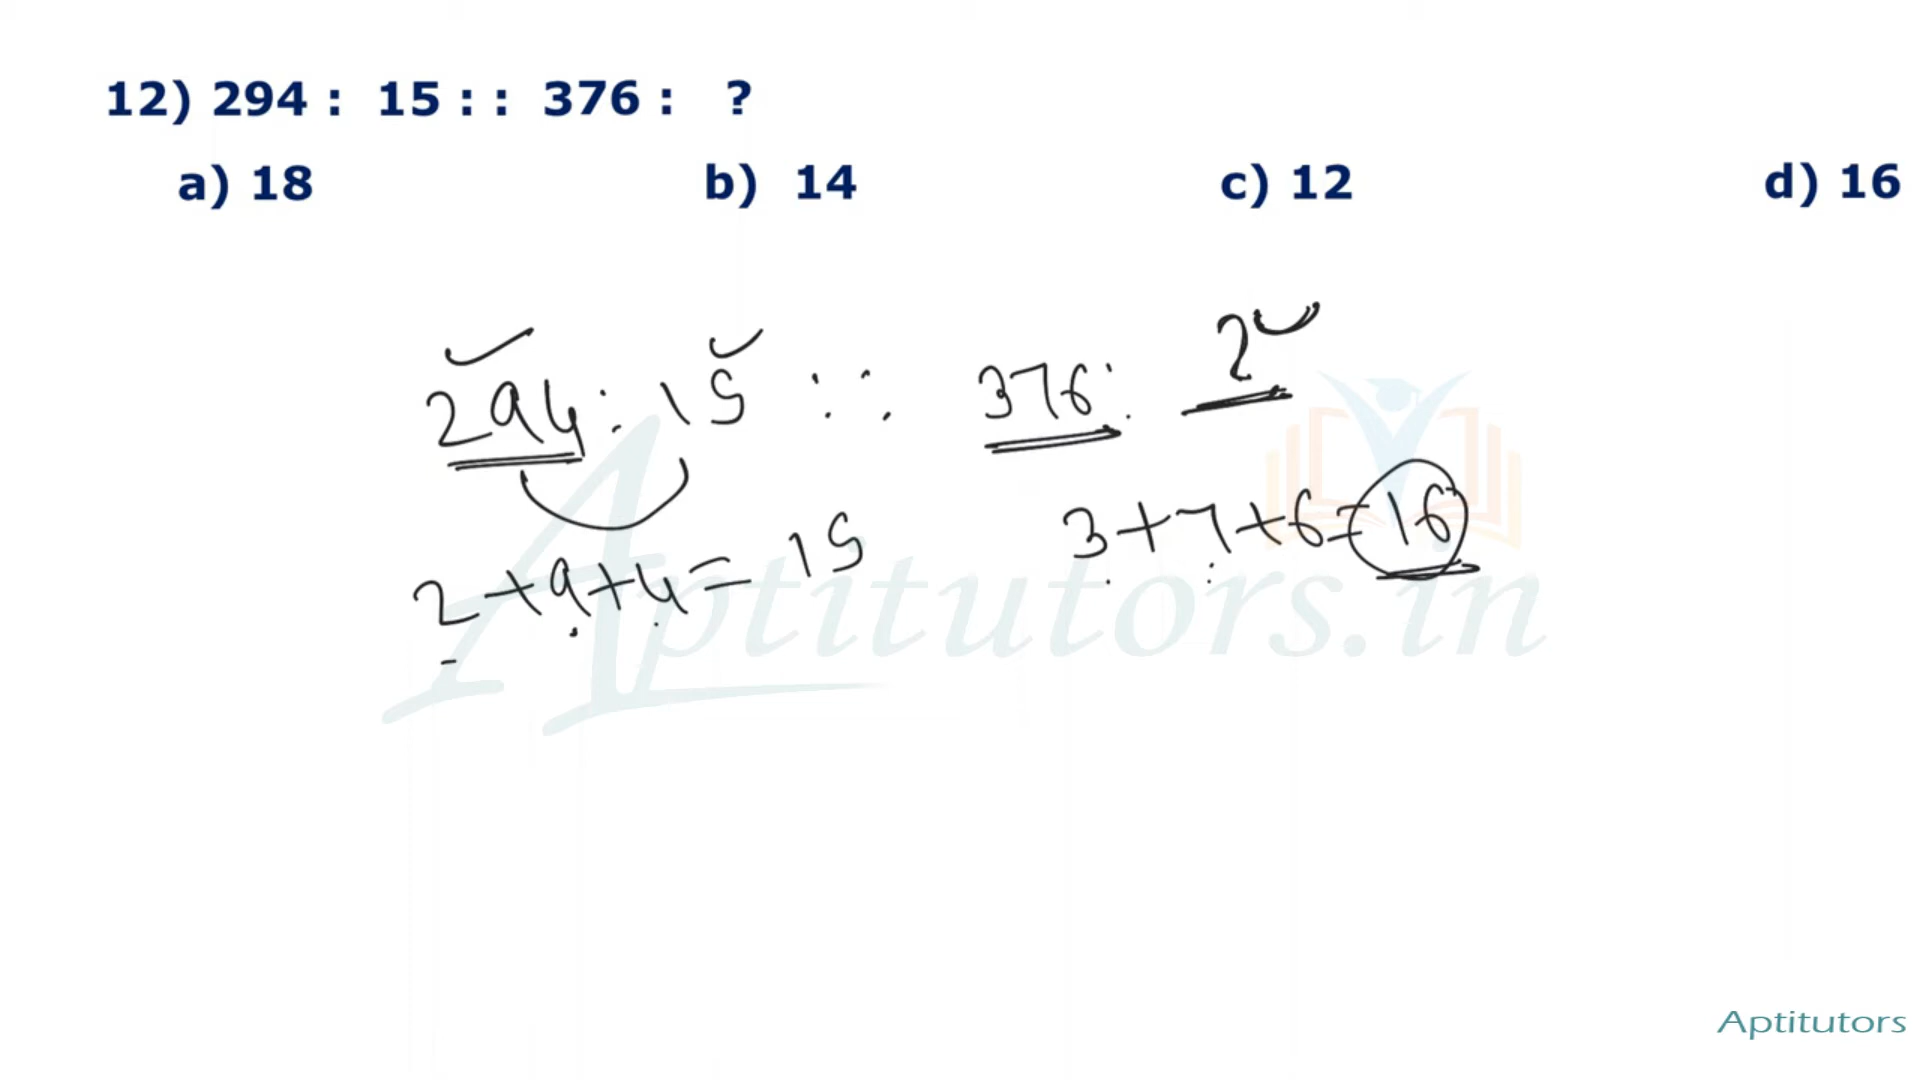 12) 294 : 15 : : 376 : ?
a) 18 b) 14 c) 12 d) 16
294 : 15 : : 376 : ?
2 + 9 + 4 = 15
3 + 7 + 6 = 16
Aptitutors.in
Aptitutors